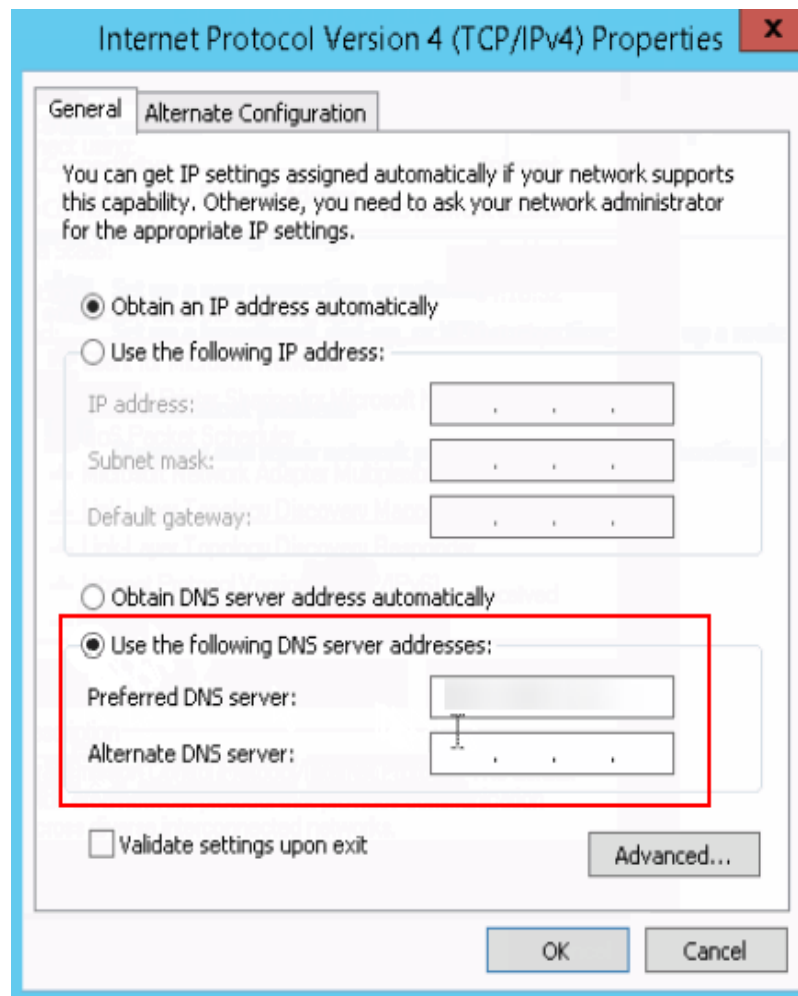 Internet Protocol Version 4 (TCP/IPv4) Properties
X
General
Alternate Configuration
You can get IP settings assigned automatically if your network supports
this capability. Otherwise, you need to ask your network administrator
for the appropriate IP settings.
Obtain an IP address automatically
Use the following IP address:
IP address:
Subnet mask:
Default gateway:
Obtain DNS server address automatically
Use the following DNS server addresses:
Preferred DNS server:
Alternate DNS server:
Validate settings upon exit
Advanced...
OK
Cancel